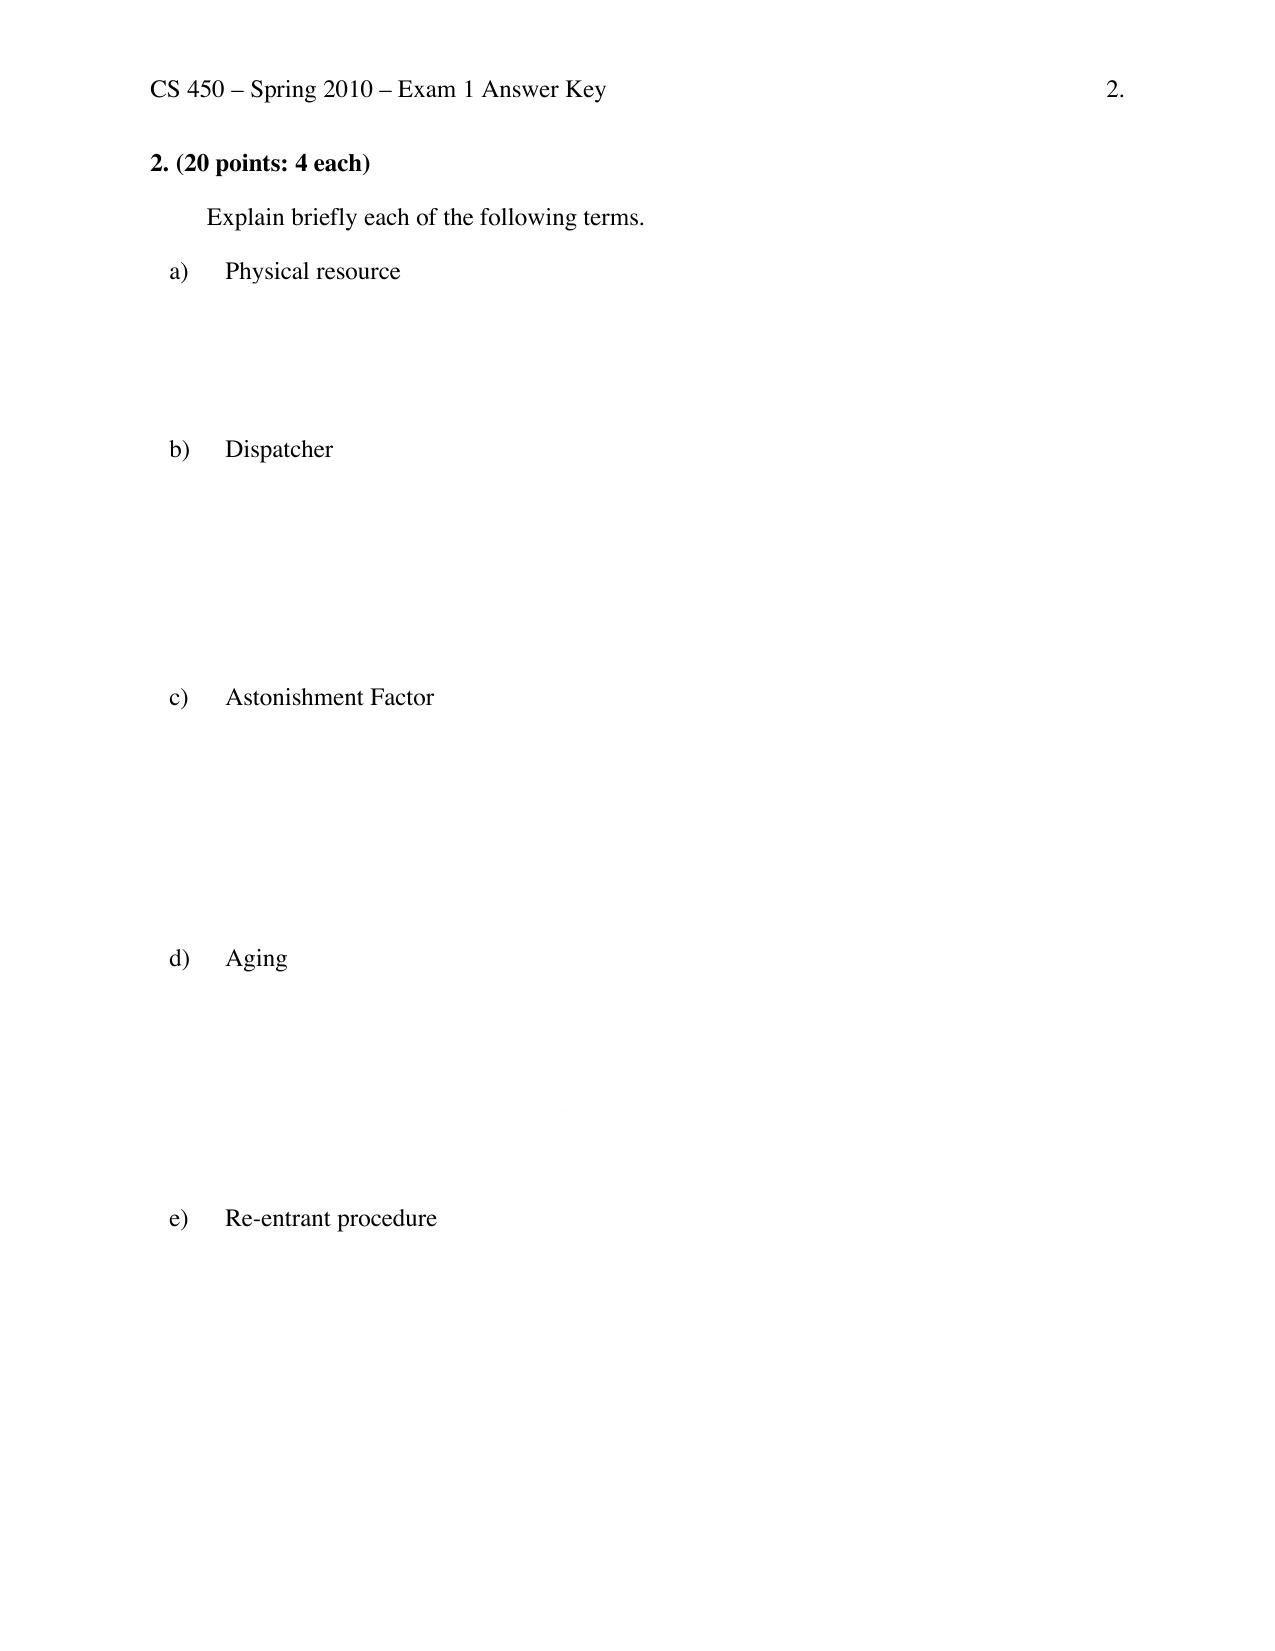 CS 450 – Spring 2010 – Exam 1 Answer Key 2.
2. (20 points: 4 each)
Explain briefly each of the following terms.
a) Physical resource
b) Dispatcher
c) Astonishment Factor
d) Aging
e) Re-entrant procedure